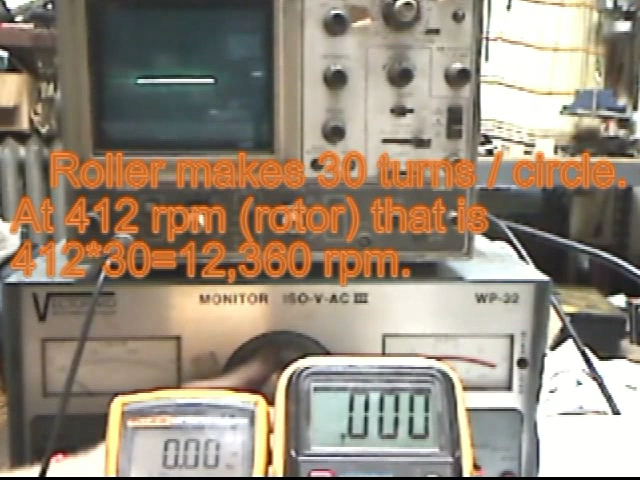 Roller makes 30 turns / circle.
At 412 rpm (rotor) that is
412*30=12,360 rpm.
MONITOR ISO-V-AC III WP-32
0.00
.000